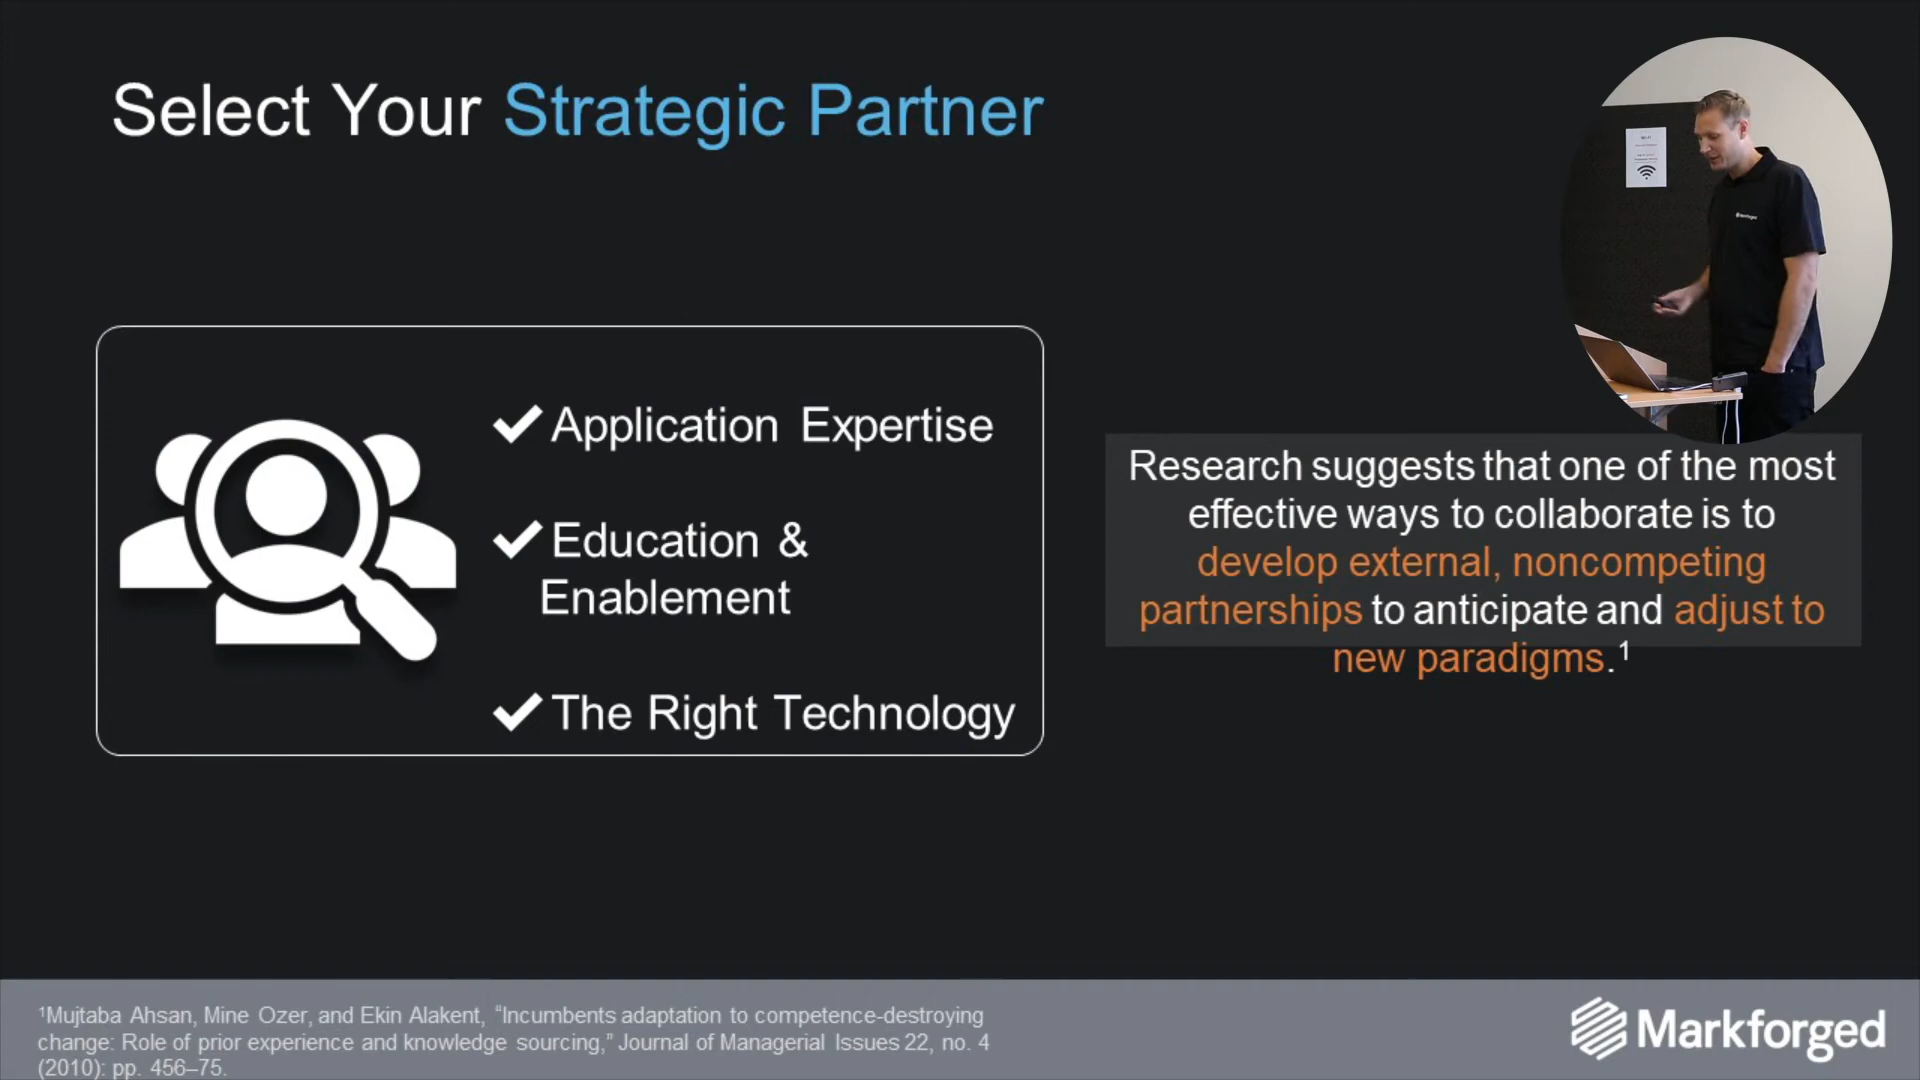 Select Your Strategic Partner
Application Expertise
Education &
Enablement
The Right Technology
Research suggests that one of the most
effective ways to collaborate is to
develop external, noncompeting
partnerships to anticipate and adjust to
new paradigms.¹
¹Mujtaba Ahsan, Mine Ozer, and Ekin Alakent, “Incumbents adaptation to competence-destroying
change: Role of prior experience and knowledge sourcing,” Journal of Managerial Issues 22, no. 4
(2010): pp. 456–75.
Markforged